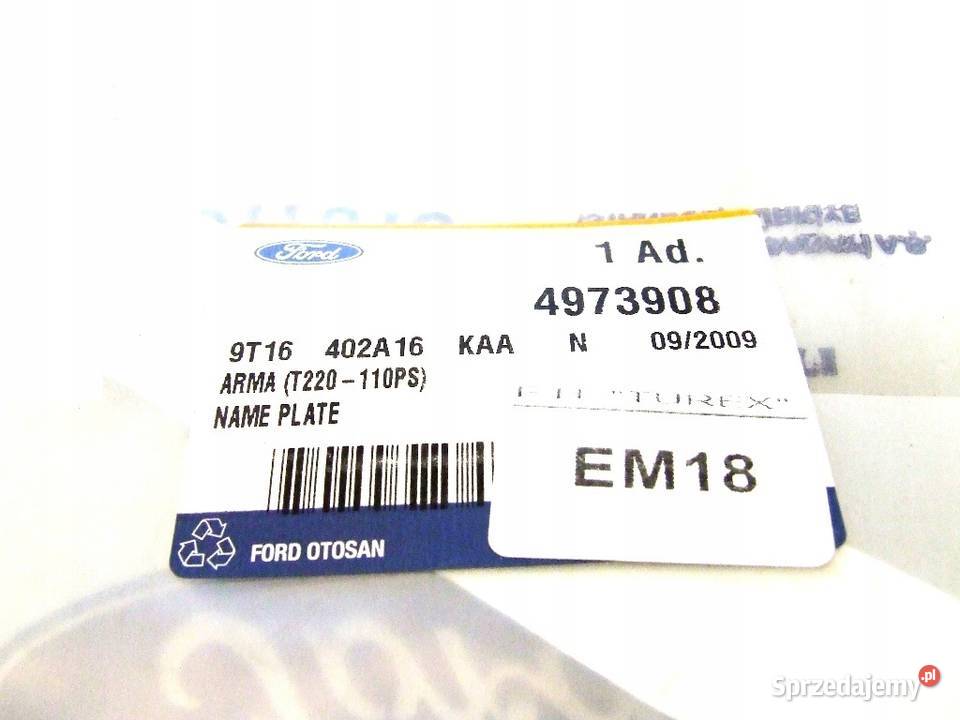 Ford
1 Ad.
4973908
9T16 402A16 KAA N 09/2009
ARMA (T220-110PS)
NAME PLATE
"TUREX"
EM18
FORD OTOSAN
Sprzedajemy.pl